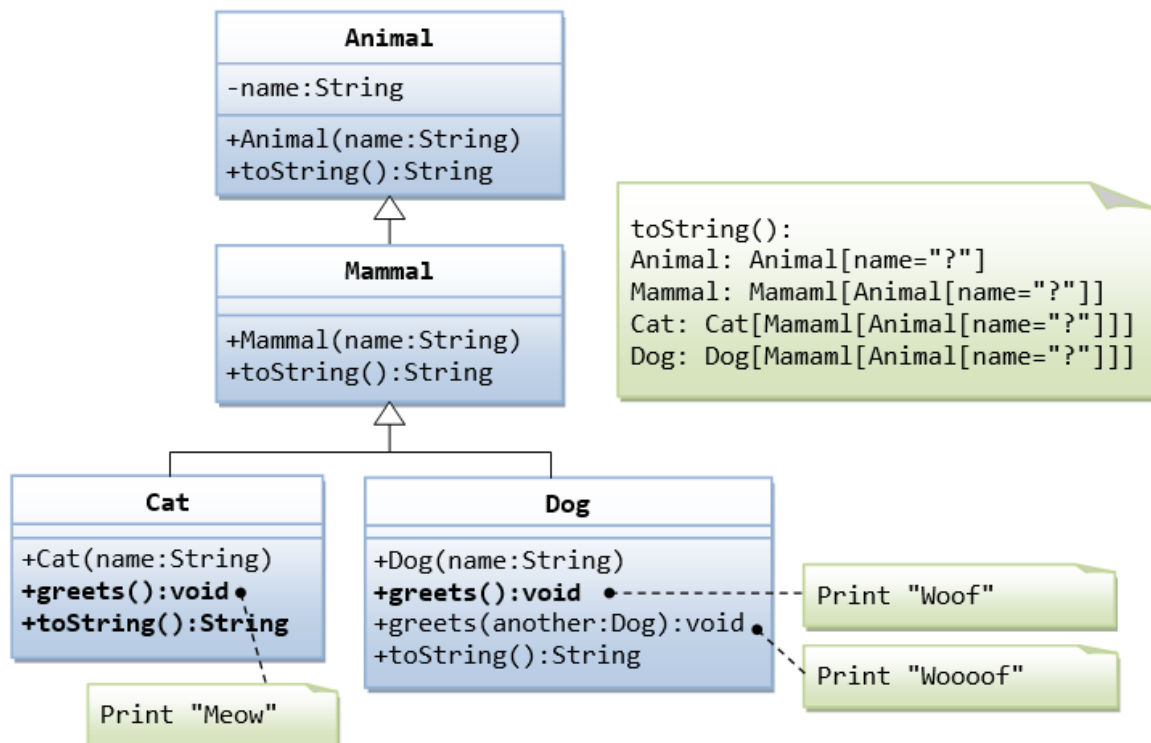 Animal
-name:String
+Animal(name:String)
+toString():String
toString():
Animal: Animal[name="?"]
Mammal: Mamaml[Animal[name="?"]]
Cat: Cat[Mamaml[Animal[name="?"]]]
Dog: Dog[Mamaml[Animal[name="?"]]]
Mammal
+Mammal(name:String)
+toString():String
Cat
+Cat(name:String)
+greets():void
+toString():String
Print "Meow"
Dog
+Dog(name:String)
+greets():void
+greets(another:Dog):void
+toString():String
Print "Woof"
Print "Woooof"